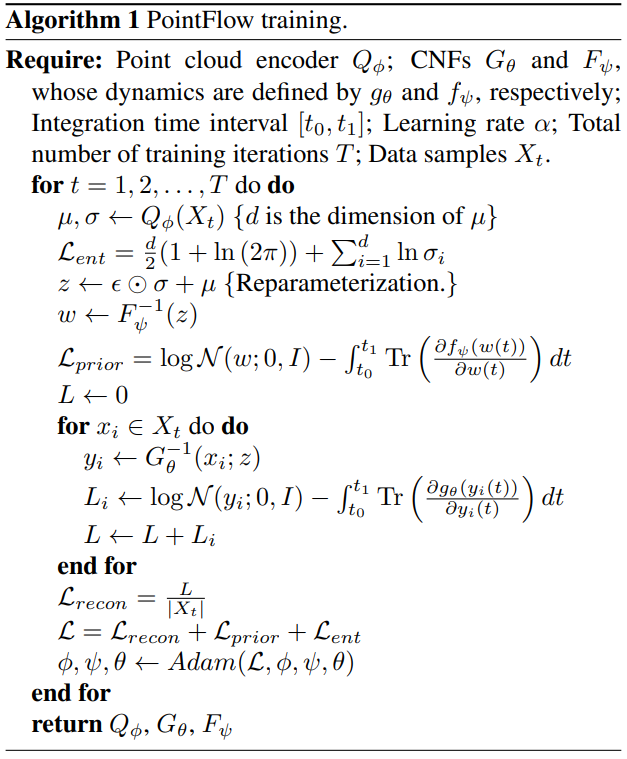 Algorithm 1 PointFlow training.
Require: Point cloud encoder $Q_\phi$; CNFs $G_\theta$ and $F_\psi$,
whose dynamics are defined by $g_\theta$ and $f_\psi$, respectively;
Integration time interval $[t_0, t_1]$; Learning rate $\alpha$; Total
number of training iterations $T$; Data samples $X_t$.
for $t = 1, 2, \ldots, T$ do do
$\mu, \sigma \leftarrow Q_\phi(X_t)$ {$d$ is the dimension of $\mu$}
$\mathcal{L}_{ent} = \frac{d}{2}(1 + \ln(2\pi)) + \sum_{i=1}^{d} \ln \sigma_i$
$z \leftarrow \epsilon \odot \sigma + \mu$ {Reparameterization.}
$w \leftarrow F_\psi^{-1}(z)$
$\mathcal{L}_{prior} = \log \mathcal{N}(w; 0, I) - \int_{t_0}^{t_1} \text{Tr}\left(\frac{\partial f_\psi(w(t))}{\partial w(t)}\right) dt$
$L \leftarrow 0$
for $x_i \in X_t$ do do
$y_i \leftarrow G_\theta^{-1}(x_i; z)$
$L_i \leftarrow \log \mathcal{N}(y_i; 0, I) - \int_{t_0}^{t_1} \text{Tr}\left(\frac{\partial g_\theta(y_i(t))}{\partial y_i(t)}\right) dt$
$L \leftarrow L + L_i$
end for
$\mathcal{L}_{recon} = \frac{L}{|X_t|}$
$\mathcal{L} = \mathcal{L}_{recon} + \mathcal{L}_{prior} + \mathcal{L}_{ent}$
$\phi, \psi, \theta \leftarrow Adam(\mathcal{L}, \phi, \psi, \theta)$
end for
return $Q_\phi$, $G_\theta$, $F_\psi$